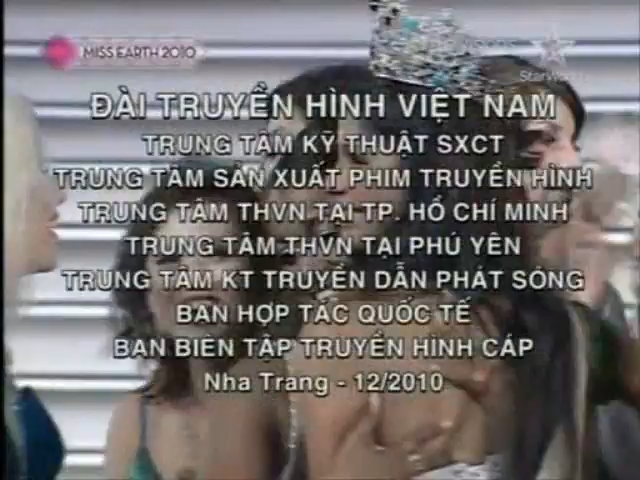 MISS EARTH 2010
ĐÀI TRUYỀN HÌNH VIỆT NAM
TRUNG TÂM KỸ THUẬT SXCT
TRUNG TÂM SẢN XUẤT PHIM TRUYỀN HÌNH
TRUNG TÂM THVN TẠI TP. HỒ CHÍ MINH
TRUNG TÂM THVN TẠI PHÚ YÊN
TRUNG TÂM KT TRUYỀN DẪN PHÁT SÓNG
BAN HỢP TÁC QUỐC TẾ
BAN BIÊN TẬP TRUYỀN HÌNH CÁP
Nha Trang - 12/2010